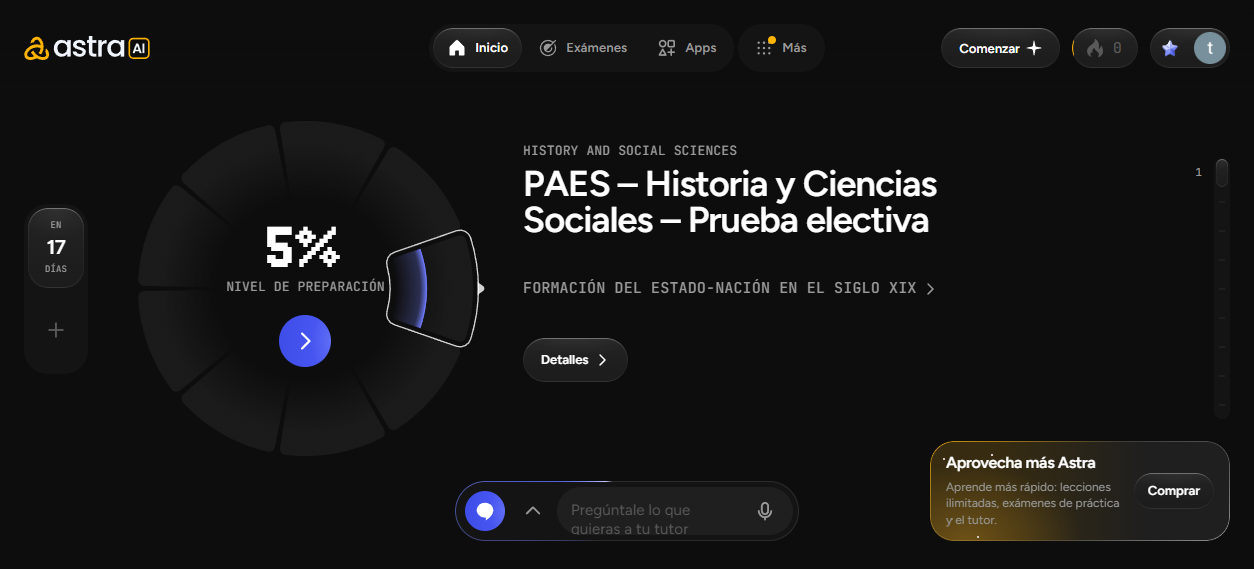 astra AI
Inicio
Exámenes
Apps
Más
Comenzar
0
t
EN
17
DÍAS
5%
NIVEL DE PREPARACIÓN
HISTORY AND SOCIAL SCIENCES
PAES – Historia y Ciencias
Sociales – Prueba electiva
FORMACIÓN DEL ESTADO-NACIÓN EN EL SIGLO XIX
Detalles
1
Pregúntale lo que
quieras a tu tutor
Aprovecha más Astra
Aprende más rápido: lecciones
ilimitadas, exámenes de práctica
y el tutor.
Comprar